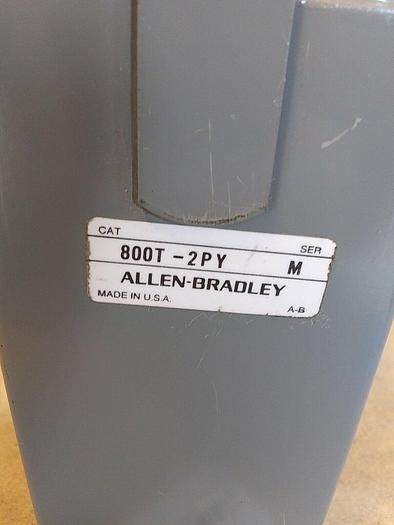 CAT SER
800T-2PY M
ALLEN-BRADLEY
MADE IN U.S.A. A-B